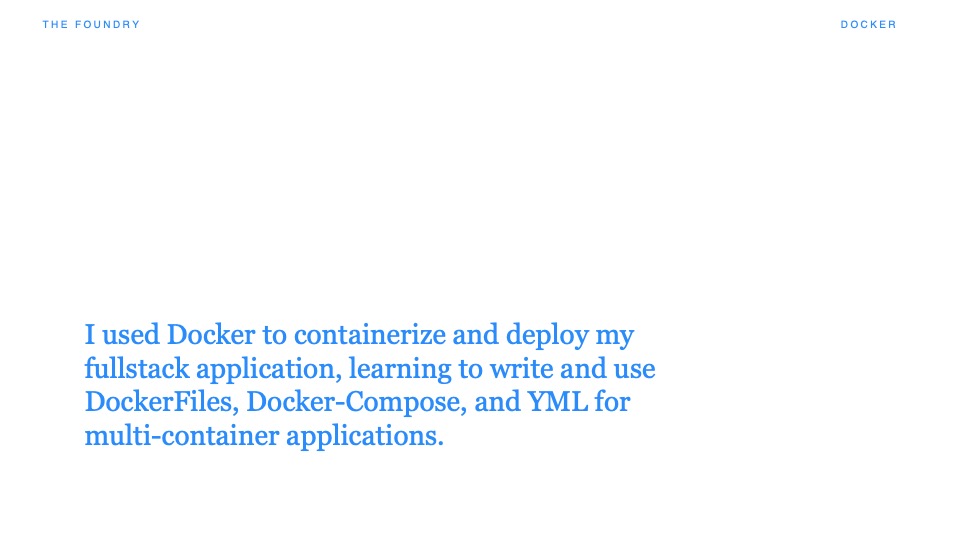 THE FOUNDRY
DOCKER
I used Docker to containerize and deploy my
fullstack application, learning to write and use
DockerFiles, Docker-Compose, and YML for
multi-container applications.